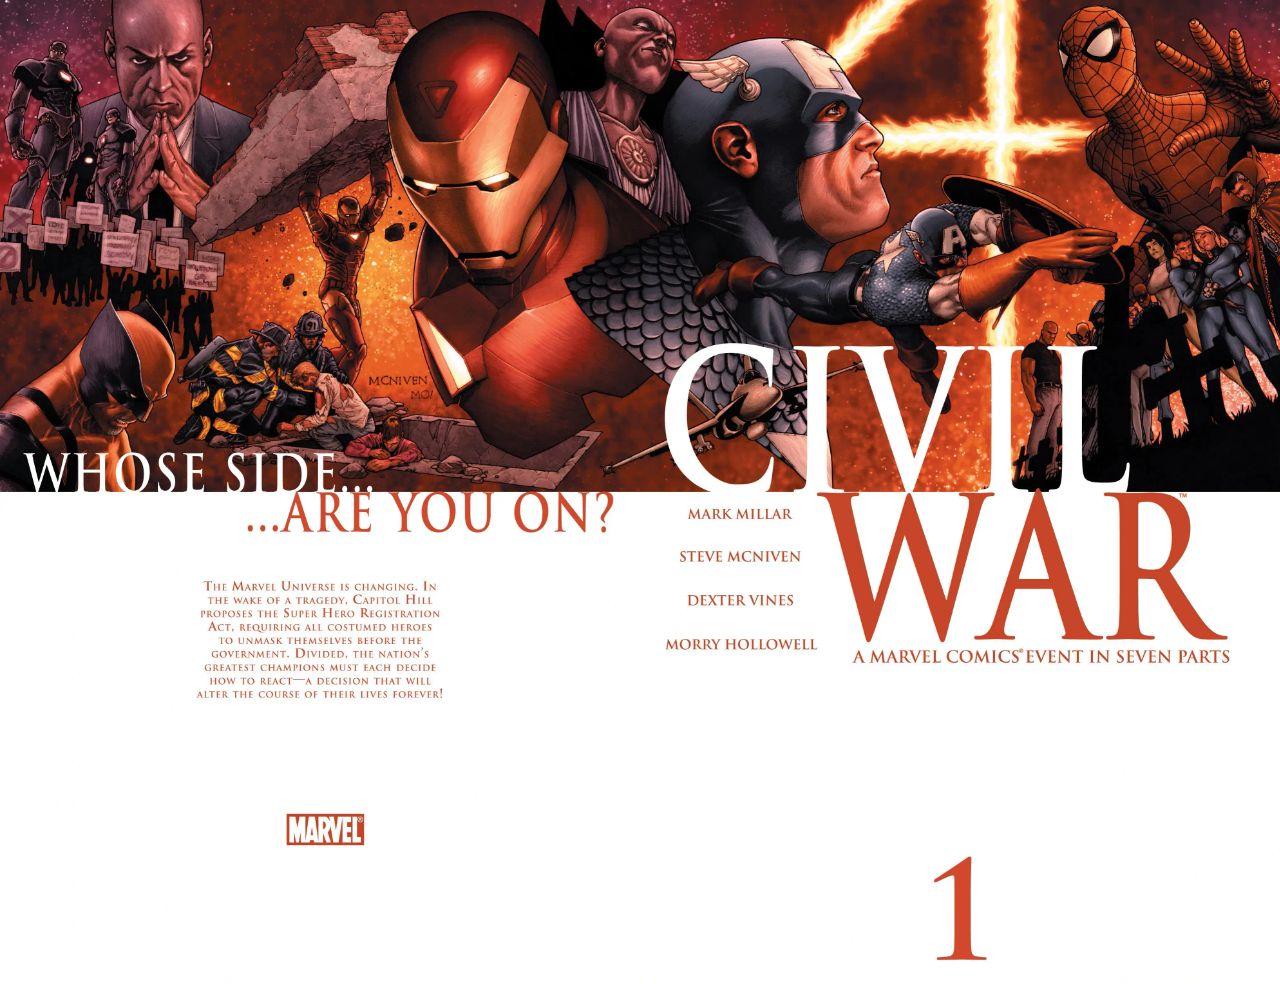 91
McNIVEN
WHOSE SIDE...
...ARE YOU ON?
THE MARVEL UNIVERSE IS CHANGING. IN
THE WAKE OF A TRAGEDY, CAPITOL HILL
PROPOSES THE SUPER HERO REGISTRATION
ACT, REQUIRING ALL COSTUMED HEROES
TO UNMASK THEMSELVES BEFORE THE
GOVERNMENT. DIVIDED, THE NATION'S
GREATEST CHAMPIONS MUST EACH DECIDE
HOW TO REACT—A DECISION THAT WILL
ALTER THE COURSE OF THEIR LIVES FOREVER!
MARVEL®
4
A
CIVIL
WAR™
MARK MILLAR
STEVE MCNIVEN
DEXTER VINES
MORRY HOLLOWELL
A MARVEL COMICS® EVENT IN SEVEN PARTS
1